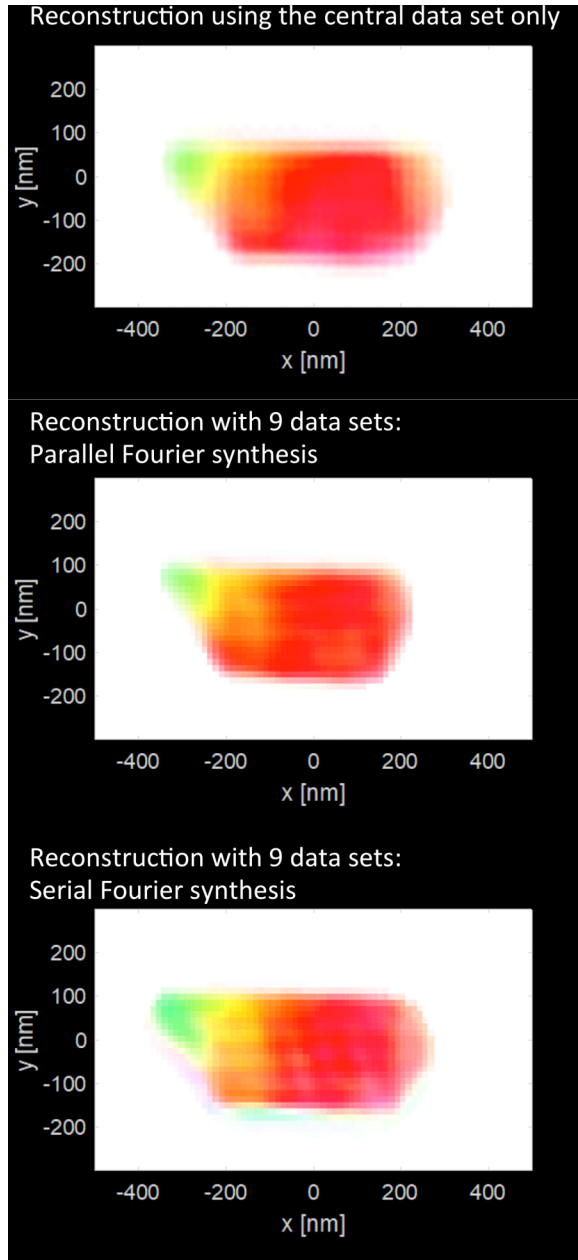 Reconstruction using the central data set only
200
100
0
-100
-200
y [nm]
-400 -200 0 200 400
x [nm]
Reconstruction with 9 data sets:
Parallel Fourier synthesis
200
100
0
-100
-200
y [nm]
-400 -200 0 200 400
x [nm]
Reconstruction with 9 data sets:
Serial Fourier synthesis
200
100
0
-100
-200
y [nm]
-400 -200 0 200 400
x [nm]